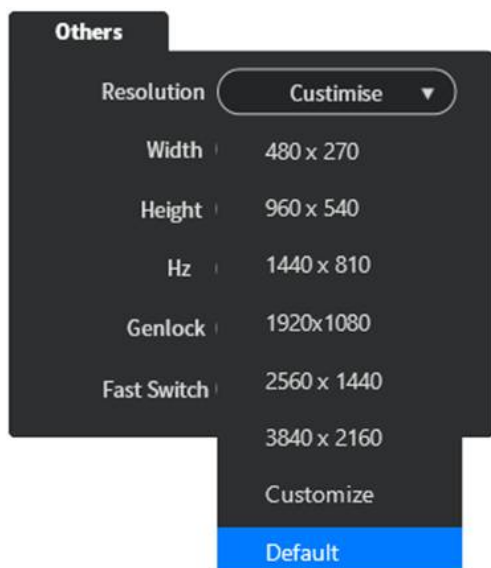 Others
Resolution Custimise ▼
Width
480 x 270
Height
960 x 540
Hz
1440 x 810
Genlock
1920x1080
Fast Switch
2560 x 1440
3840 x 2160
Customize
Default